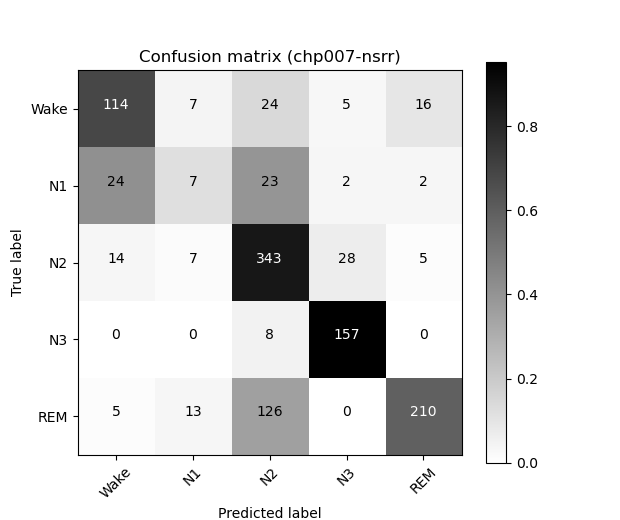 Confusion matrix (chp007-nsrr)
Wake 114 7 24 5 16
N1 24 7 23 2 2
N2 14 7 343 28 5
N3 0 0 8 157 0
REM 5 13 126 0 210
Wake N1 N2 N3 REM
True label
Predicted label
0.8
0.6
0.4
0.2
0.0